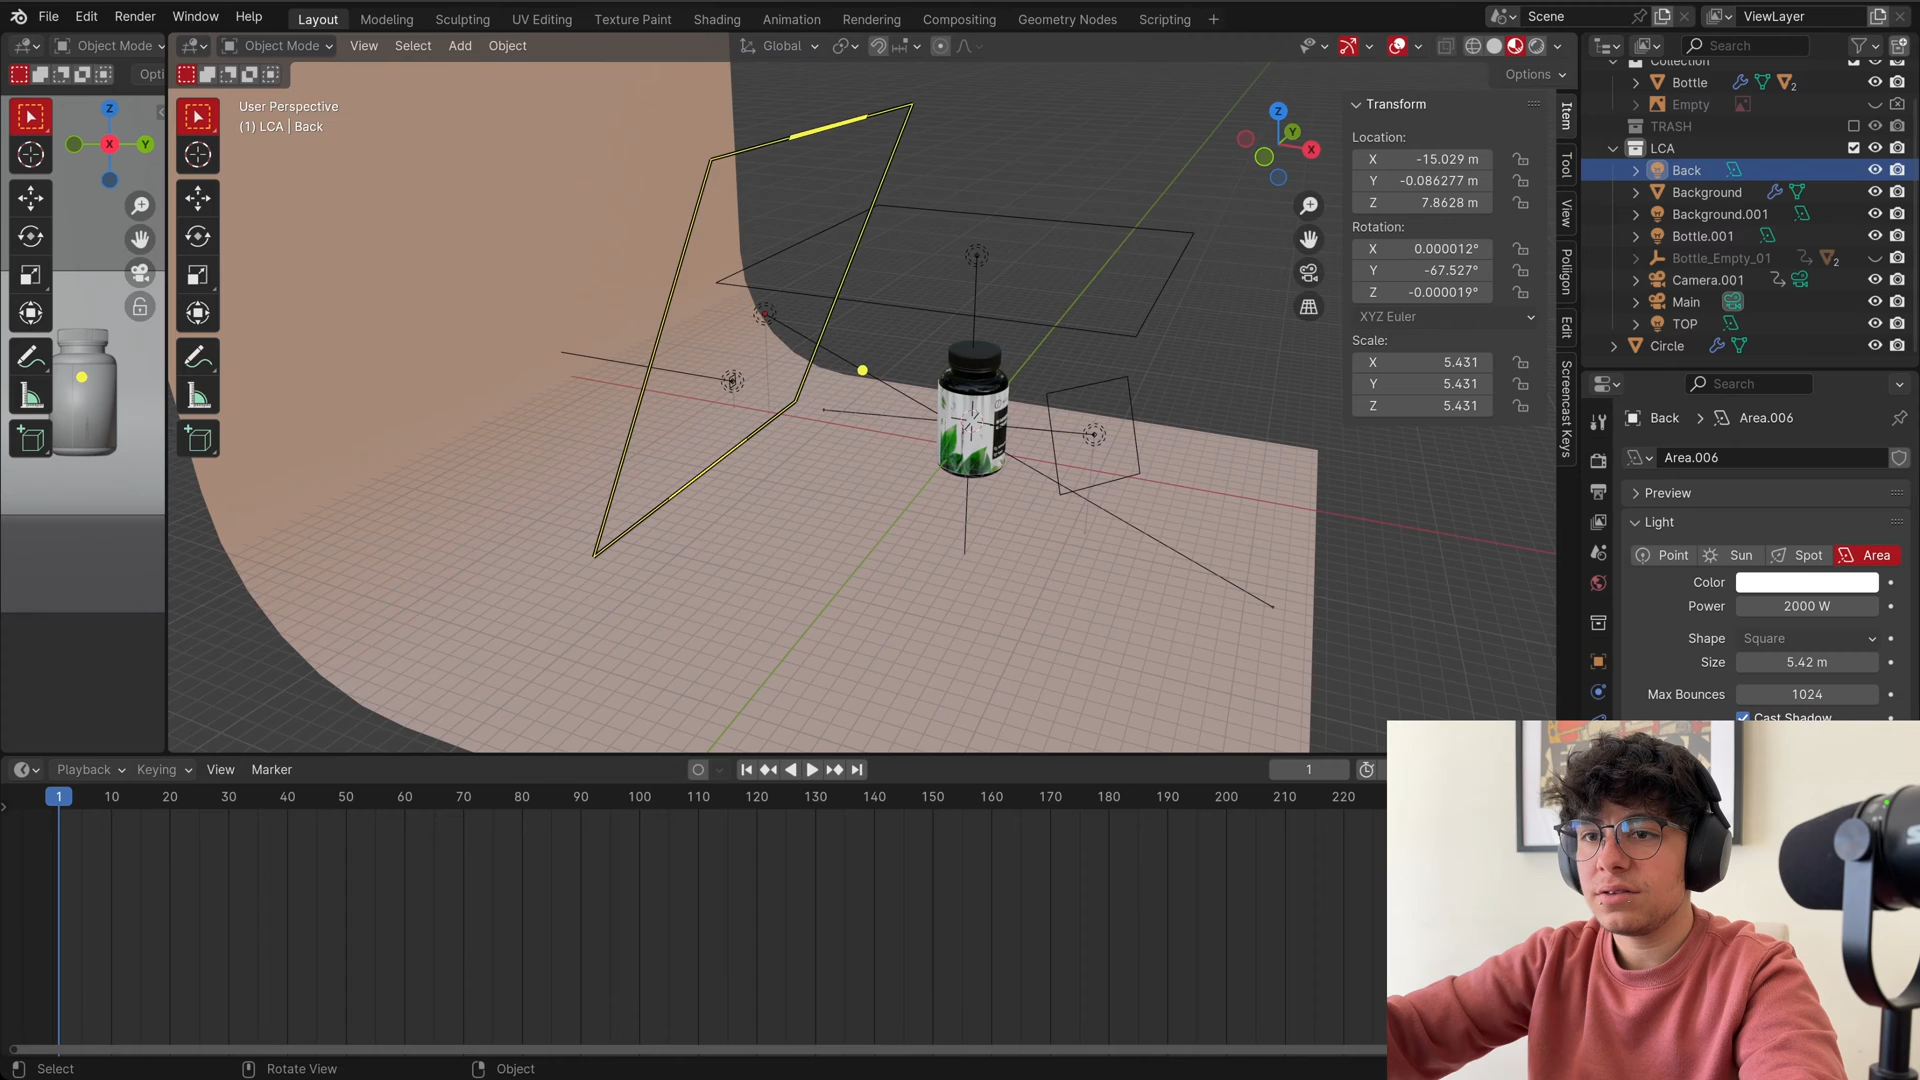 File Edit Render Window Help Layout Modeling Sculpting UV Editing Texture Paint Shading Animation Rendering Compositing Geometry Nodes Scripting + Scene ViewLayer
Object Mode Object Mode View Select Add Object Global Search
Opti Options
User Perspective
(1) LCA | Back
Z
X
Y
Z
Y
X
Transform
Location:
X -15.029 m
Y -0.086277 m
Z 7.8628 m
Rotation:
X 0.000012°
Y -67.527°
Z -0.000019°
XYZ Euler
Scale:
X 5.431
Y 5.431
Z 5.431
Item
Tool
View
Poliigon
Edit
Screencast Keys
Collection
Bottle 2
Empty
TRASH
LCA
Back
Background
Background.001
Bottle.001
Bottle_Empty_01 2
Camera.001
Main
TOP
Circle
Search
Back > Area.006
Area.006
Preview
Light
Point Sun Spot Area
Color
Power 2000 W
Shape Square
Size 5.42 m
Max Bounces 1024
Cast Shadow
Playback Keying View Marker 1
1 10 20 30 40 50 60 70 80 90 100 110 120 130 140 150 160 170 180 190 200 210 220
Select Rotate View Object